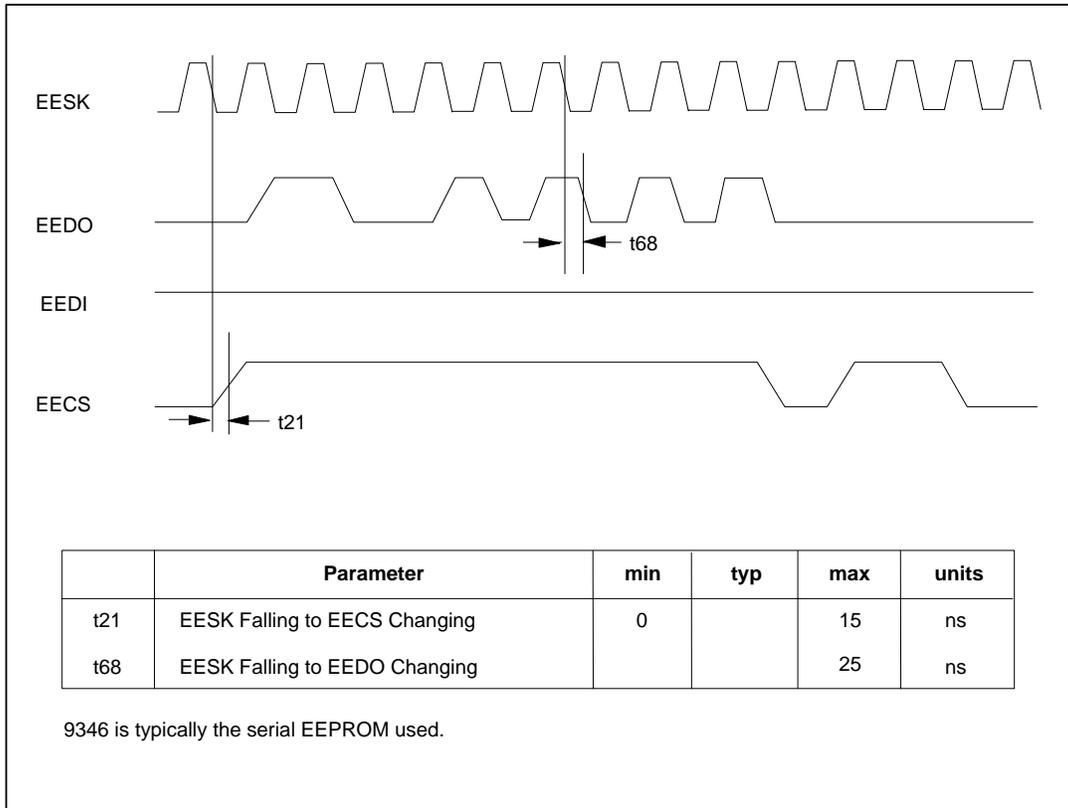 EESK
EEDO
t68
EEDI
EECS
t21
Parameter min typ max units
t21 EESK Falling to EECS Changing 0 15 ns
t68 EESK Falling to EEDO Changing 25 ns
9346 is typically the serial EEPROM used.